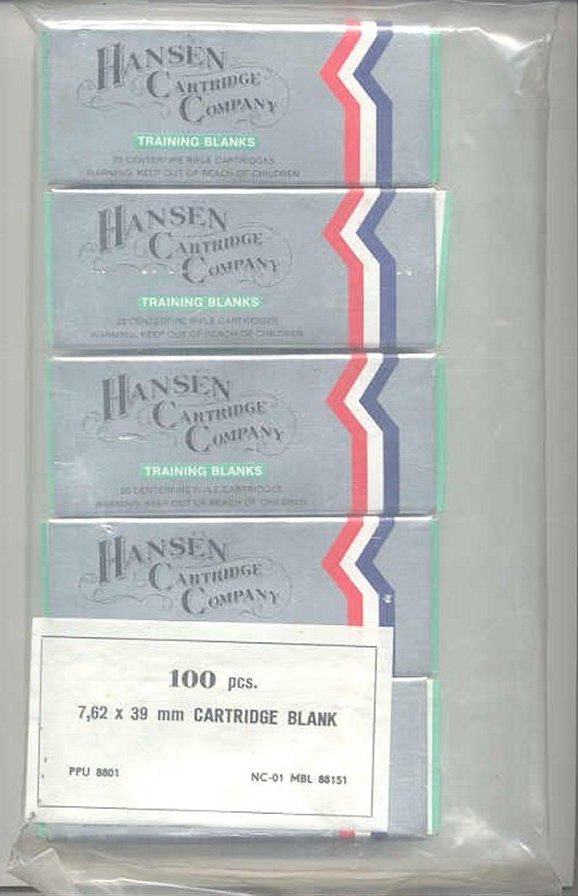 HANSEN
CARTRIDGE
COMPANY
TRAINING BLANKS
20 CENTERFIRE RIFLE CARTRIDGES
WARNING: KEEP OUT OF REACH OF CHILDREN
HANSEN
CARTRIDGE
COMPANY
TRAINING BLANKS
20 CENTERFIRE RIFLE CARTRIDGES
WARNING: KEEP OUT OF REACH OF CHILDREN
HANSEN
CARTRIDGE
COMPANY
TRAINING BLANKS
20 CENTERFIRE RIFLE CARTRIDGES
WARNING: KEEP OUT OF REACH OF CHILDREN
HANSEN
CARTRIDGE
COMPANY
100 pcs.
7,62 x 39 mm CARTRIDGE BLANK
PPU 8801 NC-01 MBL 88151